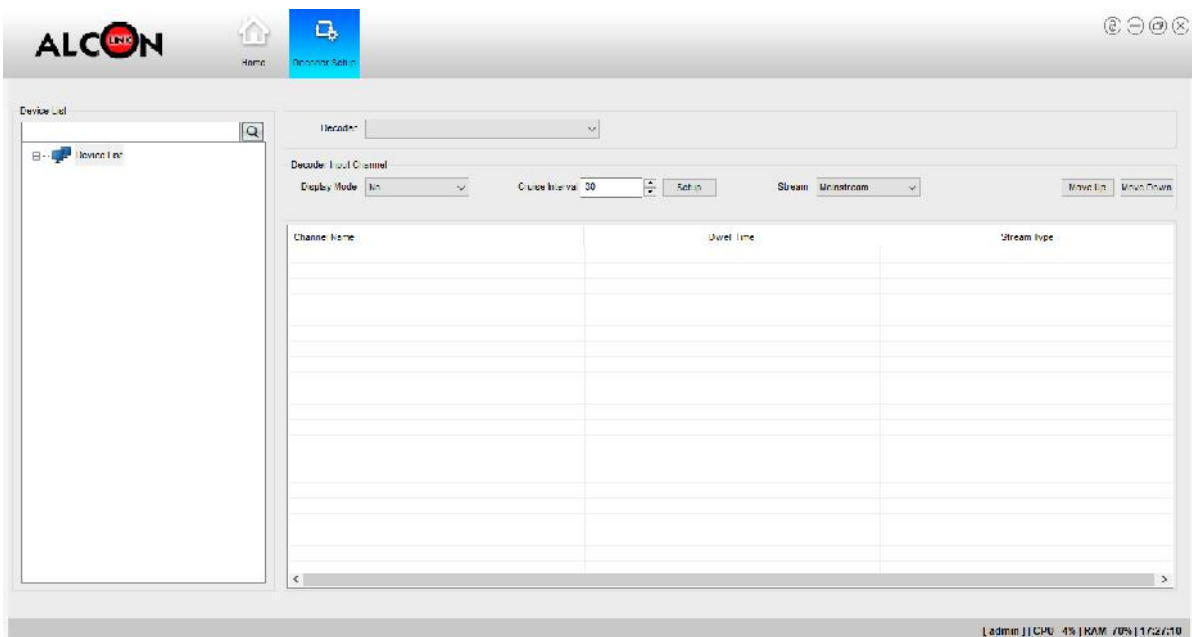 ALCON
LINK
Home
Decoder Setup
Device List
Device List
Decoder
Decoder Input Channel
Display Mode No
Cruise Interval 30
Setup
Stream Mainstream
Move Up
Move Down
Channel Name
Dwell Time
Stream Type
[ admin ] | CPU 4% | RAM 70% | 17:27:10